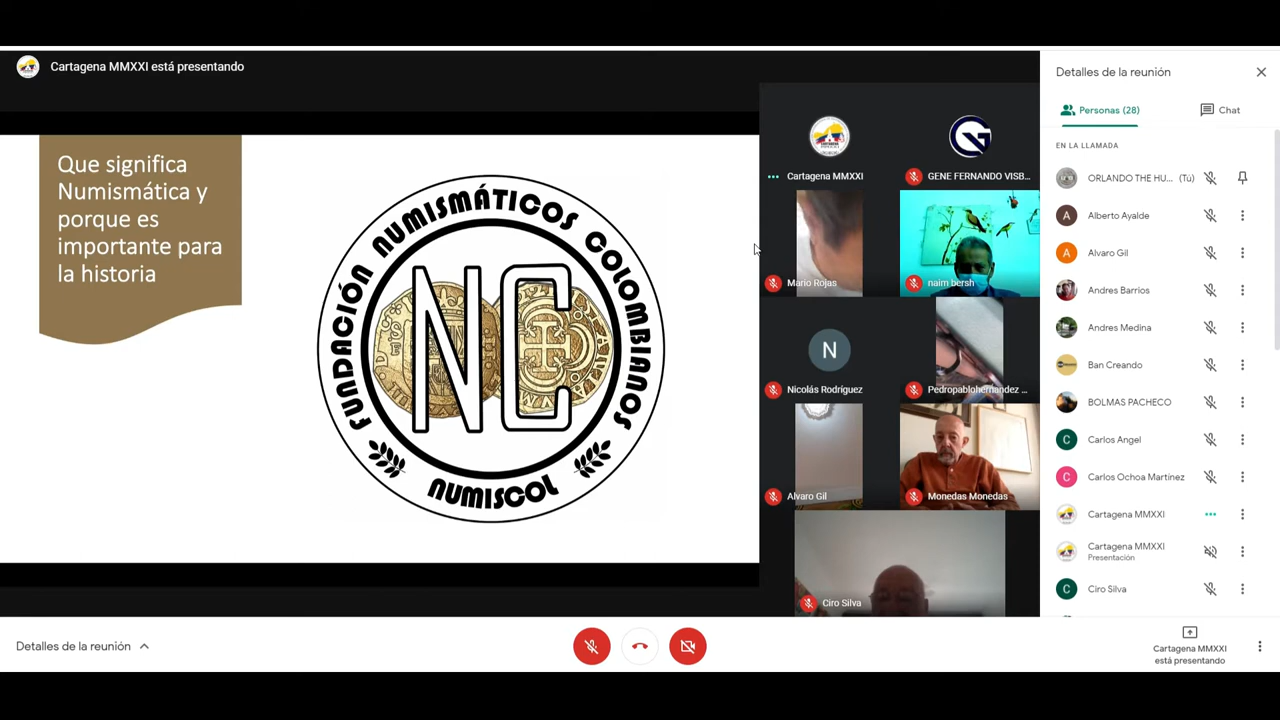 Cartagena MMXXI está presentando
Que significa
Numismática y
porque es
importante para
la historia
FUNDACIÓN NUMISMÁTICOS COLOMBIANOS
NC
NUMISCOL
Cartagena MMXXI
GENE FERNANDO VISB...
Mario Rojas
naim bersh
N
Nicolás Rodríguez
Pedropablohernandez ...
Alvaro Gil
Monedas Monedas
Ciro Silva
Detalles de la reunión
Personas (28)
Chat
EN LA LLAMADA
ORLANDO THE HU... (Tú)
A
Alberto Ayalde
A
Alvaro Gil
Andres Barrios
Andres Medina
Ban Creando
BOLMAS PACHECO
C
Carlos Angel
C
Carlos Ochoa Martínez
Cartagena MMXXI
Cartagena MMXXI
Presentación
C
Ciro Silva
Detalles de la reunión
Cartagena MMXXI
está presentando